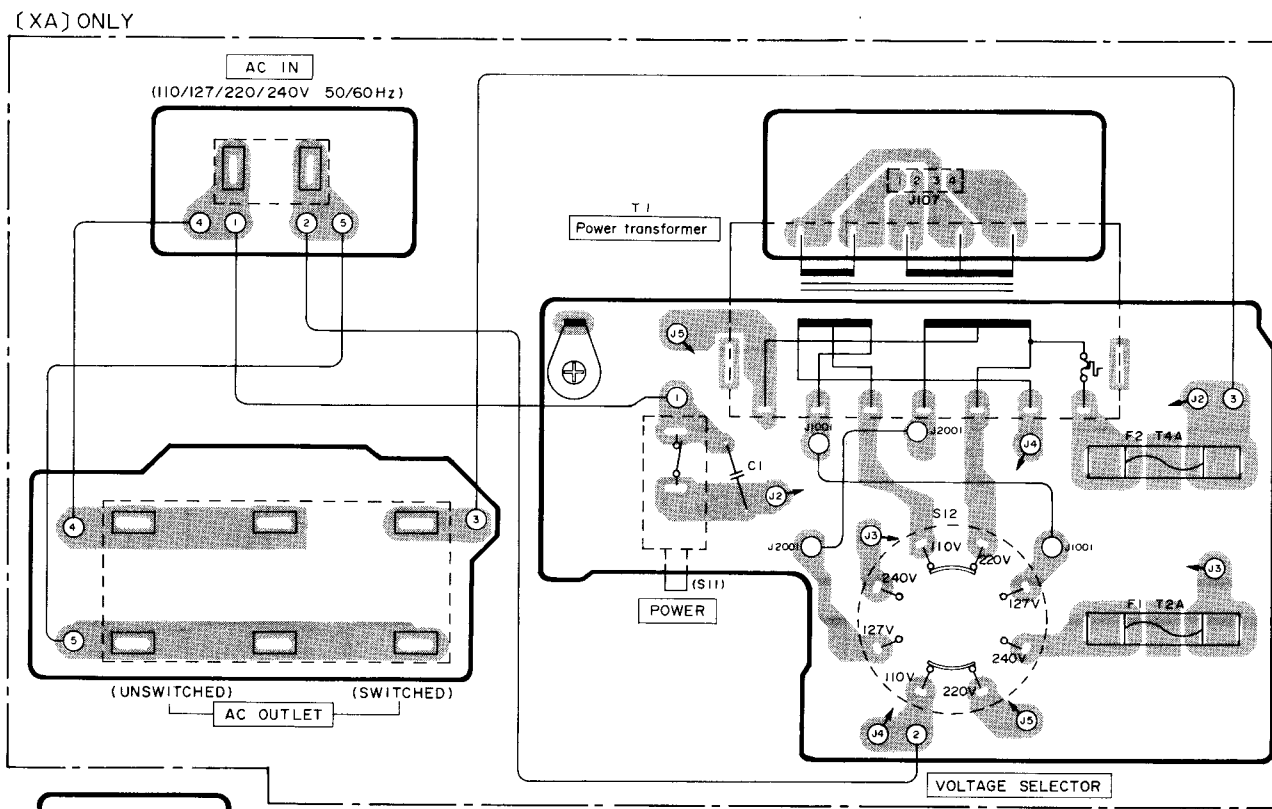 [XA] ONLY
AC IN
(110/127/220/240V 50/60Hz)
4 1 2 5
T1
Power transformer
1 2 3 4
J107
J5
1
J1001
J2001
J4
J2 3
F2 T4A
C1
J2
4
3
S12
J2001
J3
110V
220V
J1001
240V
127V
J3
(S11)
POWER
127V
240V
F1 T2A
5
110V
220V
(UNSWITCHED)
(SWITCHED)
AC OUTLET
J4
2
J5
VOLTAGE SELECTOR